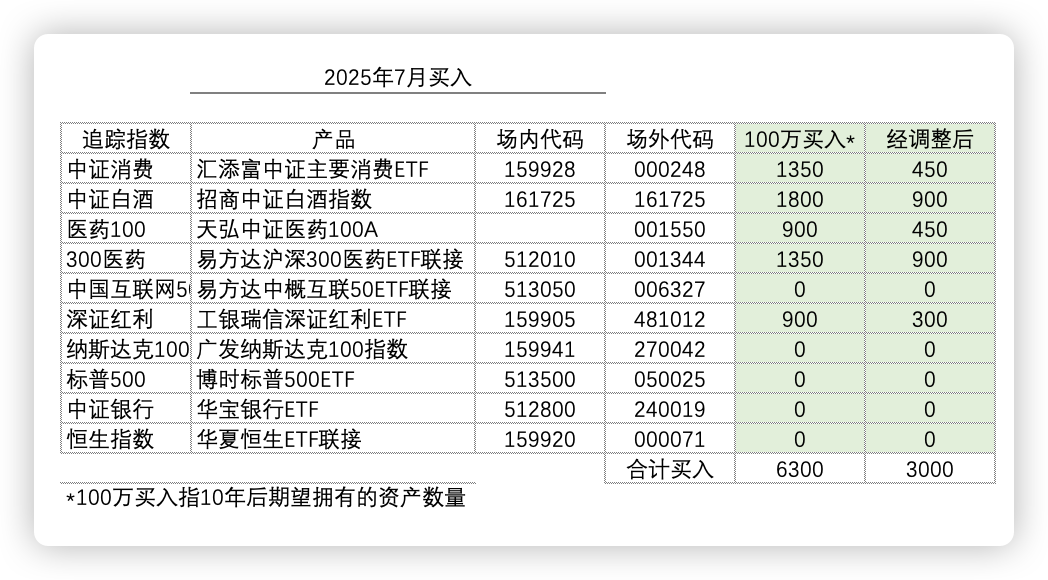 2025年7月买入
追踪指数 产品 场内代码 场外代码 100万买入* 经调整后
中证消费 汇添富中证主要消费ETF 159928 000248 1350 450
中证白酒 招商中证白酒指数 161725 161725 1800 900
医药100 天弘中证医药100A 001550 900 450
300医药 易方达沪深300医药ETF联接 512010 001344 1350 900
中国互联网50 易方达中概互联50ETF联接 513050 006327 0 0
深证红利 工银瑞信深证红利ETF 159905 481012 900 300
纳斯达克100 广发纳斯达克100指数 159941 270042 0 0
标普500 博时标普500ETF 513500 050025 0 0
中证银行 华宝银行ETF 512800 240019 0 0
恒生指数 华夏恒生ETF联接 159920 000071 0 0
合计买入 6300 3000
*100万买入指10年后期望拥有的资产数量